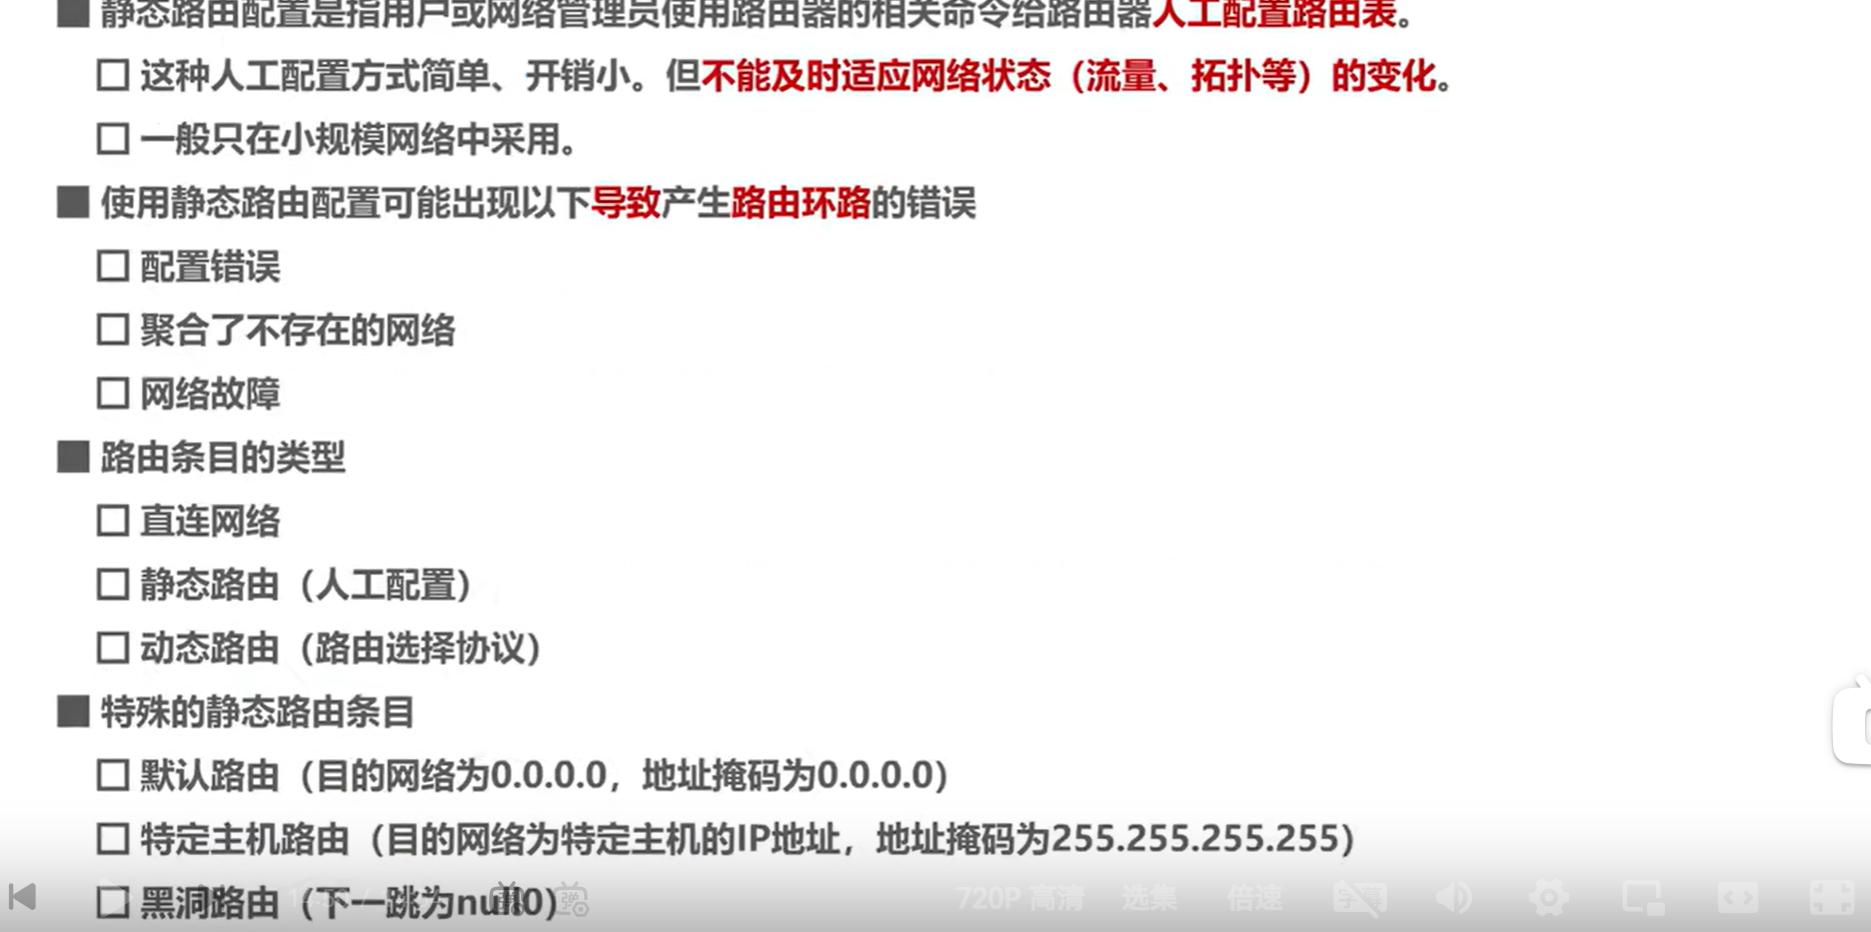 静态路由配置是指用户或网络管理员使用路由器的相关命令给路由器人工配置路由表。
这种人工配置方式简单、开销小。但不能及时适应网络状态（流量、拓扑等）的变化。
一般只在小规模网络中采用。
使用静态路由配置可能出现以下导致产生路由环路的错误
配置错误
聚合了不存在的网络
网络故障
路由条目的类型
直连网络
静态路由（人工配置）
动态路由（路由选择协议）
特殊的静态路由条目
默认路由（目的网络为0.0.0.0，地址掩码为0.0.0.0）
特定主机路由（目的网络为特定主机的IP地址，地址掩码为255.255.255.255）
黑洞路由（下一跳为null0）
720P 高清 选集 倍速 字幕